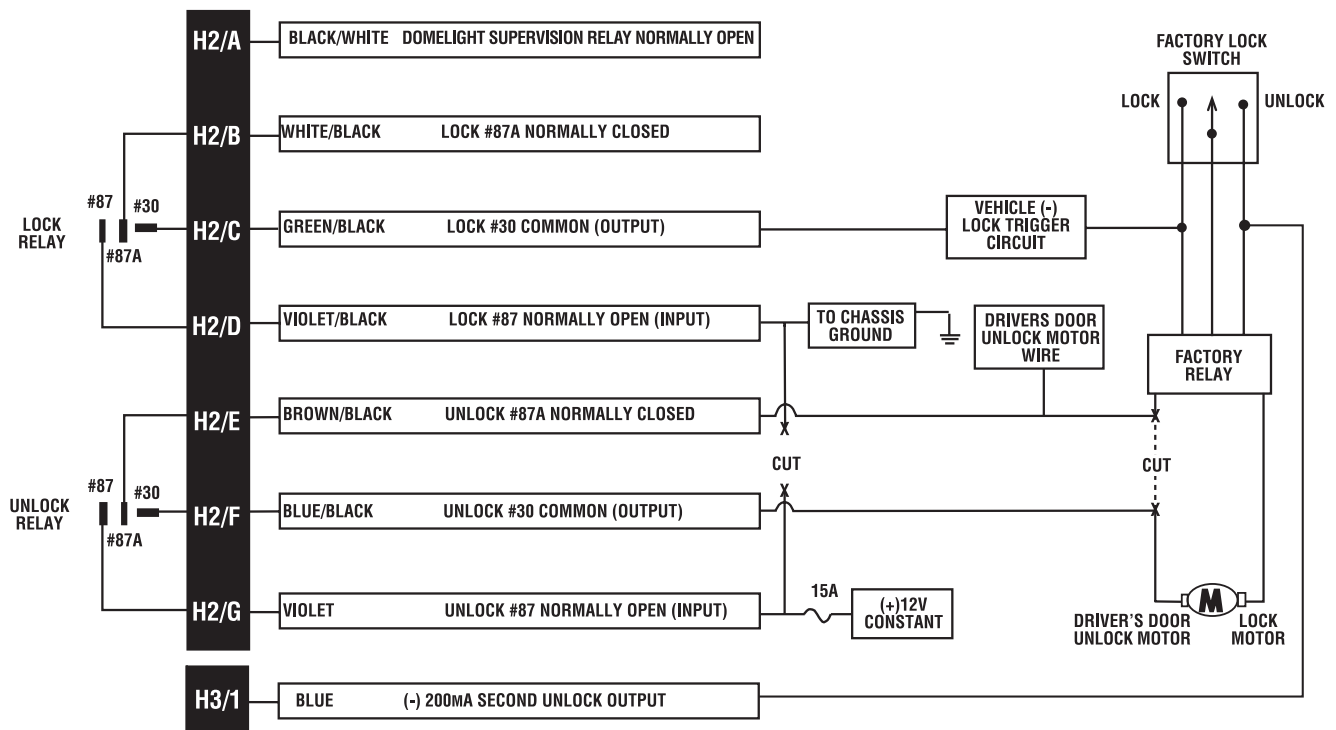 H2/A BLACK/WHITE DOMELIGHT SUPERVISION RELAY NORMALLY OPEN
FACTORY LOCK
SWITCH
LOCK
UNLOCK
H2/B WHITE/BLACK LOCK #87A NORMALLY CLOSED
#87
#30
LOCK
RELAY
#87A
H2/C GREEN/BLACK LOCK #30 COMMON (OUTPUT)
VEHICLE (-)
LOCK TRIGGER
CIRCUIT
H2/D VIOLET/BLACK LOCK #87 NORMALLY OPEN (INPUT)
TO CHASSIS
GROUND
DRIVERS DOOR
UNLOCK MOTOR
WIRE
FACTORY
RELAY
H2/E BROWN/BLACK UNLOCK #87A NORMALLY CLOSED
X
X
CUT
CUT
X
X
#87
#30
UNLOCK
RELAY
#87A
H2/F BLUE/BLACK UNLOCK #30 COMMON (OUTPUT)
H2/G VIOLET UNLOCK #87 NORMALLY OPEN (INPUT)
15A
(+)12V
CONSTANT
M
DRIVER'S DOOR
UNLOCK MOTOR
LOCK
MOTOR
H3/1 BLUE (-) 200MA SECOND UNLOCK OUTPUT